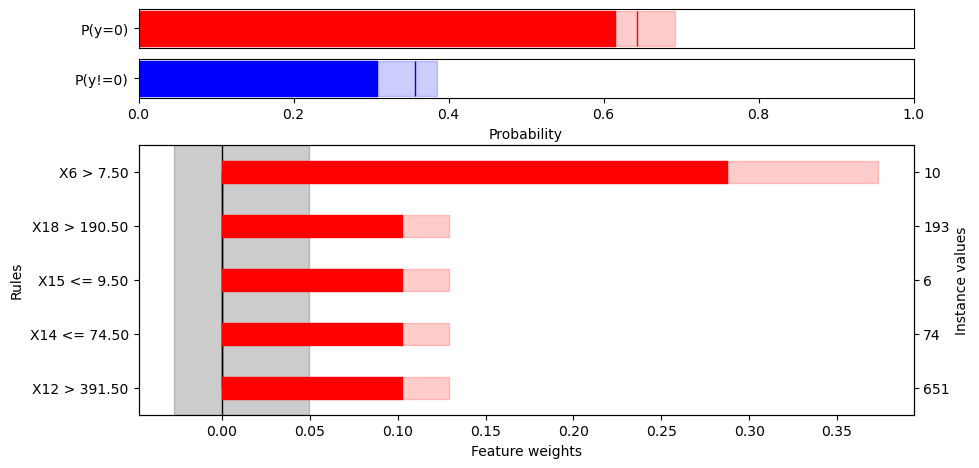 P(y=0)
P(y!=0)
0.0 0.2 0.4 0.6 0.8 1.0
Probability
X6 > 7.50 10
X18 > 190.50 193
X15 <= 9.50 6
X14 <= 74.50 74
X12 > 391.50 651
Rules
Instance values
0.00 0.05 0.10 0.15 0.20 0.25 0.30 0.35
Feature weights